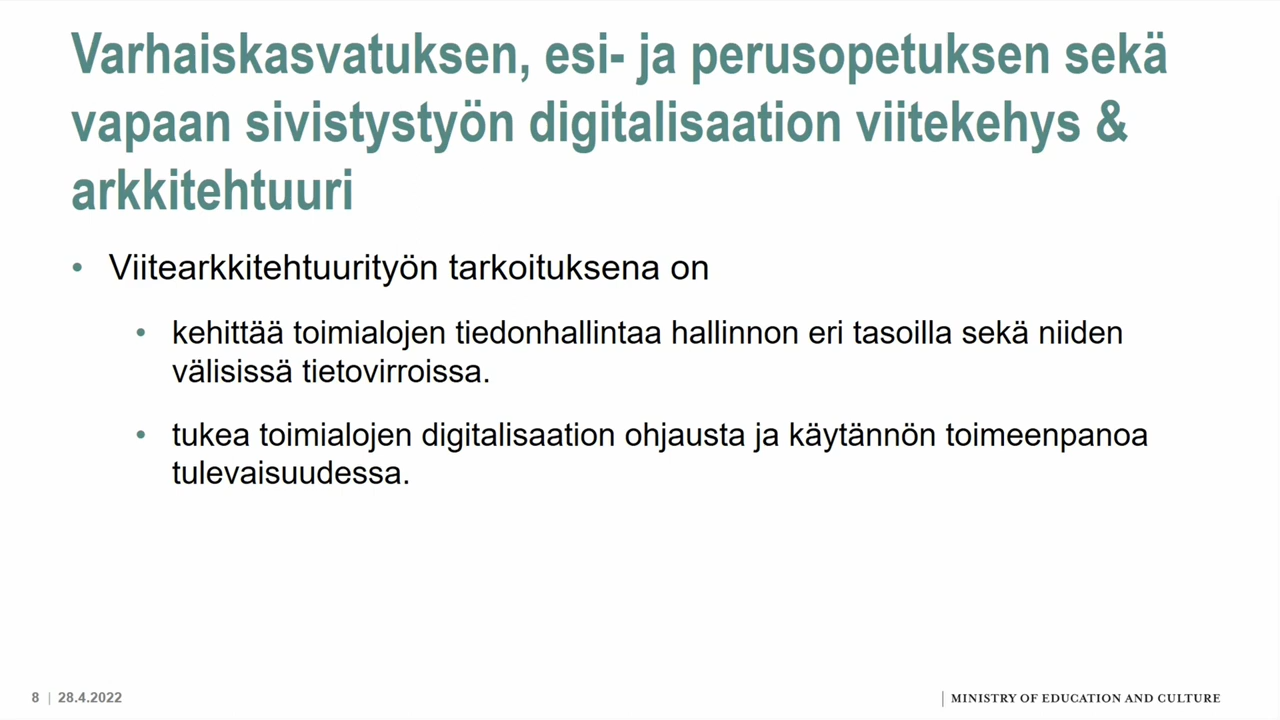 Varhaiskasvatuksen, esi- ja perusopetuksen sekä
vapaan sivistystyön digitalisaation viitekehys &
arkkitehtuuri
• Viitearkkitehtuurityön tarkoituksena on
• kehittää toimialojen tiedonhallintaa hallinnon eri tasoilla sekä niiden
välisissä tietovirroissa.
• tukea toimialojen digitalisaation ohjausta ja käytännön toimeenpanoa
tulevaisuudessa.
8 | 28.4.2022
| MINISTRY OF EDUCATION AND CULTURE